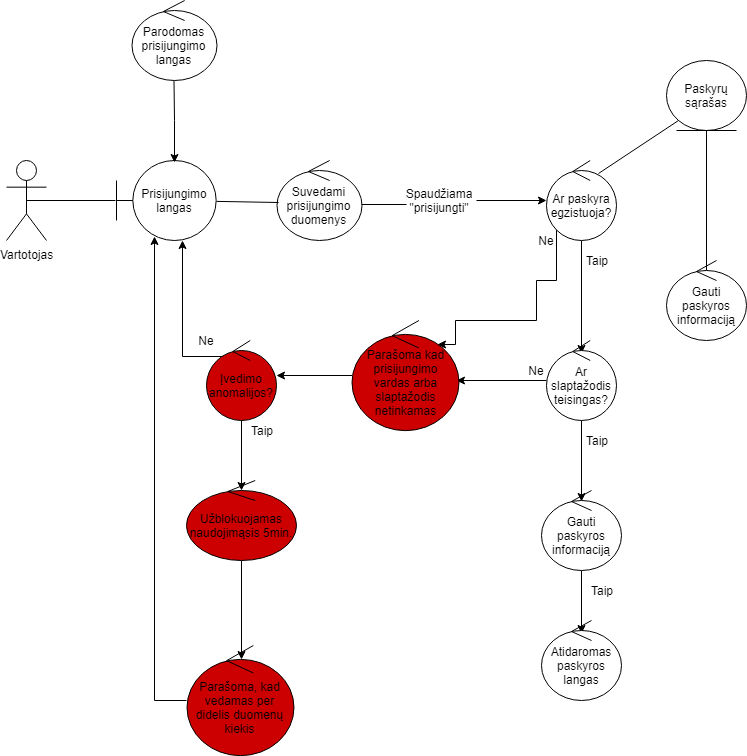 Parodomas
prisijungimo
langas
Paskyrų
sąrašas
Vartotojas
Prisijungimo
langas
Suvedami
prisijungimo
duomenys
Spaudžiama
"prisijungti"
Ar paskyra
egzistuoja?
Ne
Taip
Gauti
paskyros
informaciją
Ne
Įvedimo
anomalijos?
Parašoma kad
prisijungimo
vardas arba
slaptažodis
netinkamas
Ne
Ar
slaptažodis
teisingas?
Taip
Taip
Užblokuojamas
naudojimąsis 5min.
Gauti
paskyros
informaciją
Taip
Parašoma, kad
vedamas per
didelis duomenų
kiekis
Atidaromas
paskyros
langas